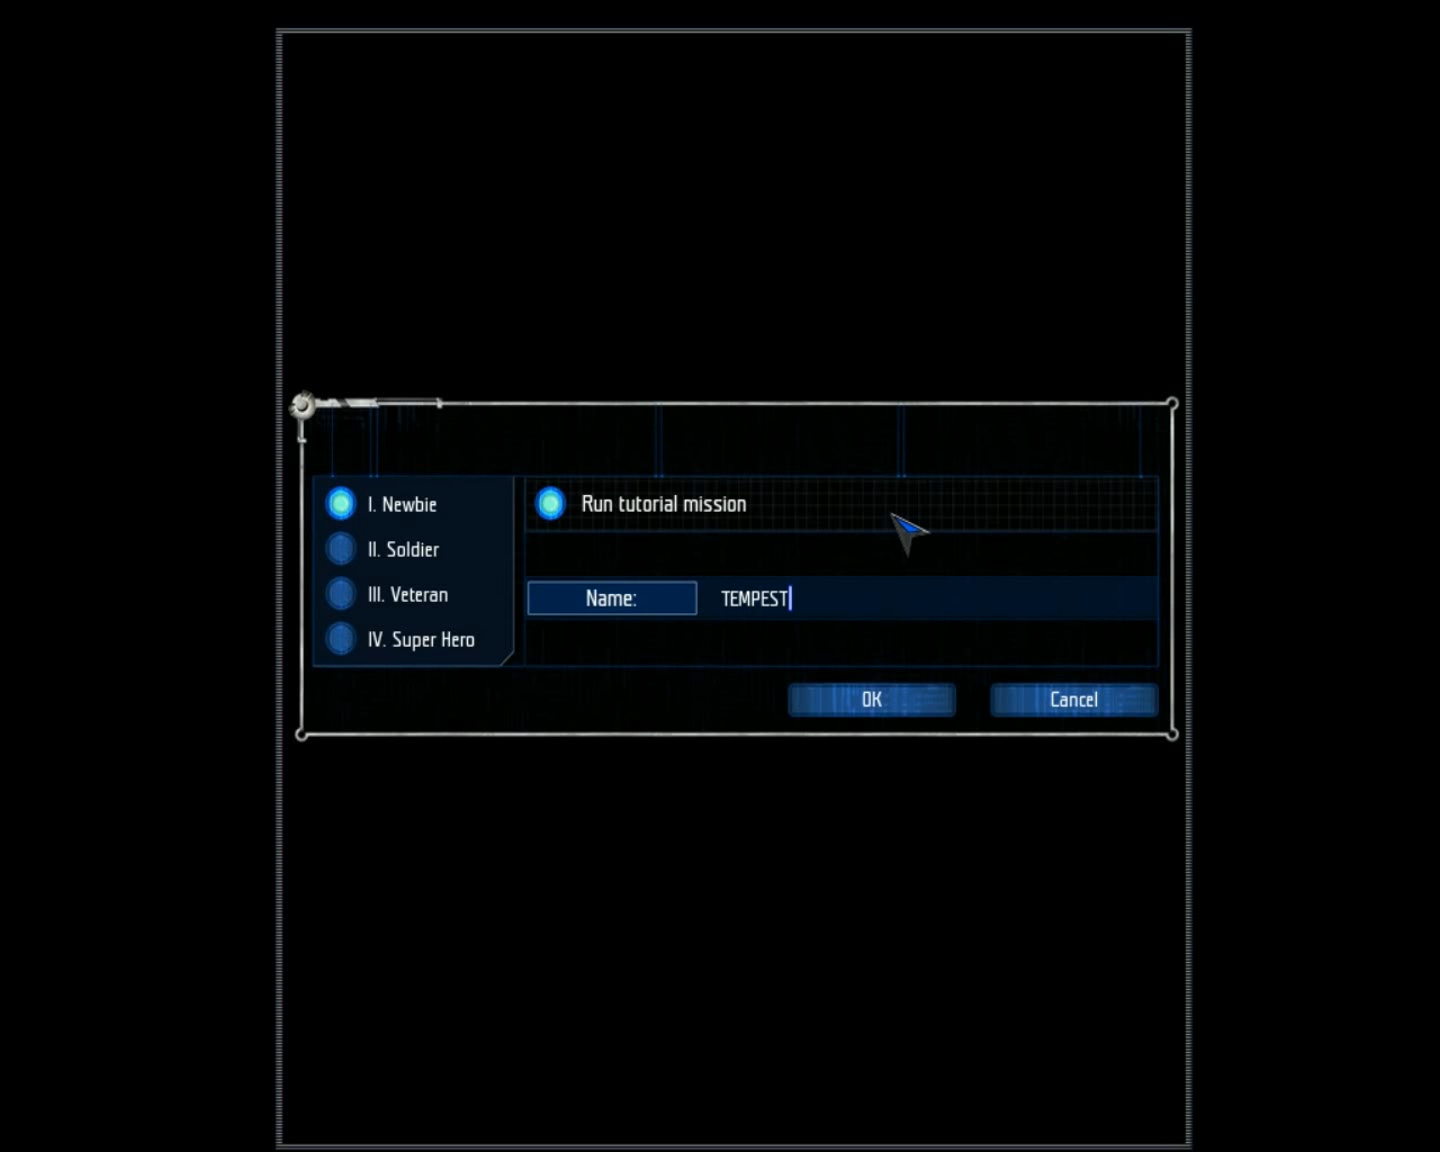 I. Newbie
II. Soldier
III. Veteran
IV. Super Hero
Run tutorial mission
Name: TEMPEST
OK Cancel